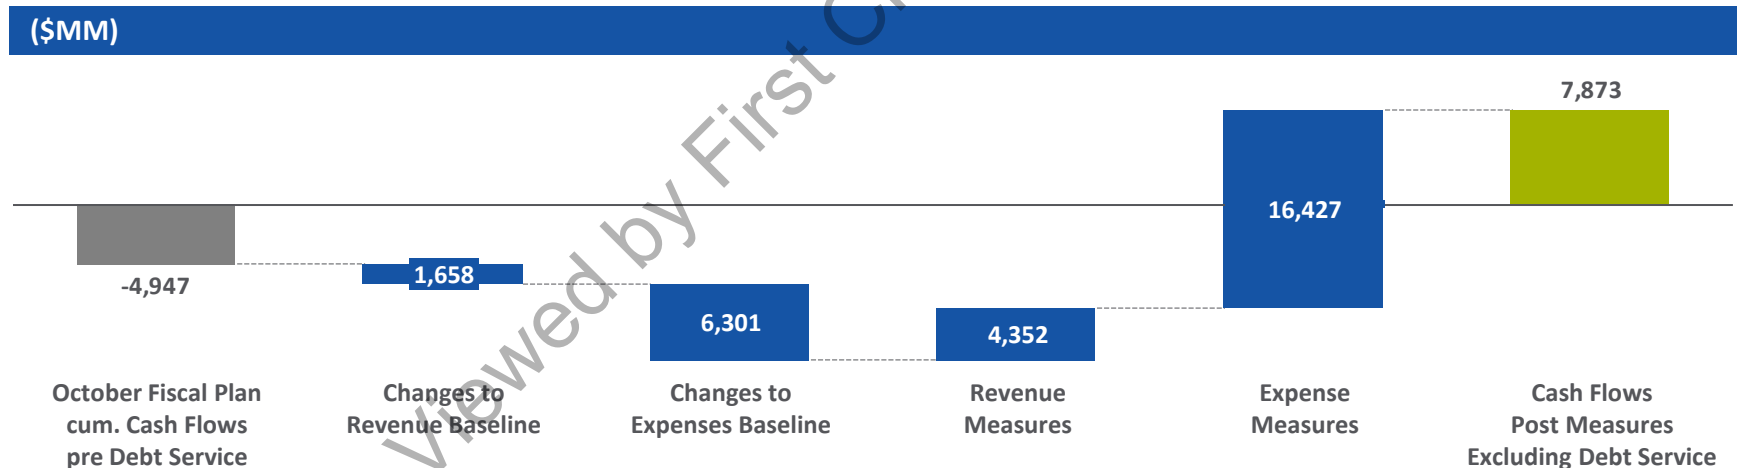 ($MM)
7,873
16,427
-4,947
1,658
6,301
4,352
October Fiscal Plan
cum. Cash Flows
pre Debt Service
Changes to
Revenue Baseline
Changes to
Expenses Baseline
Revenue
Measures
Expense
Measures
Cash Flows
Post Measures
Excluding Debt Service
Viewed by First